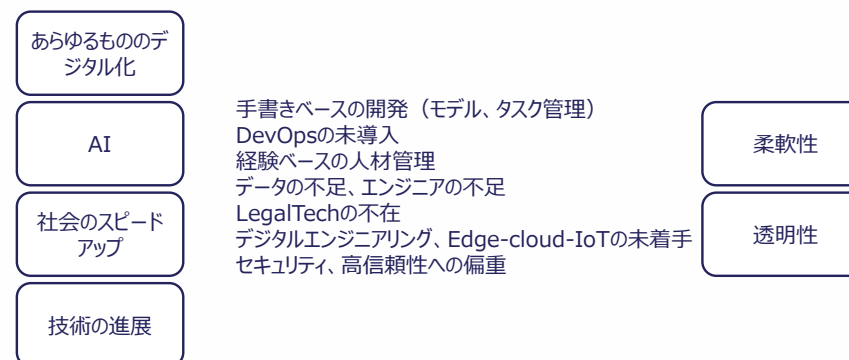 あらゆるもののデ
ジタル化
AI
社会のスピード
アップ
技術の進展
手書きベースの開発（モデル、タスク管理）
DevOpsの未導入
経験ベースの人材管理
データの不足、エンジニアの不足
LegalTechの不在
デジタルエンジニアリング、Edge-cloud-IoTの未着手
セキュリティ、高信頼性への偏重
柔軟性
透明性